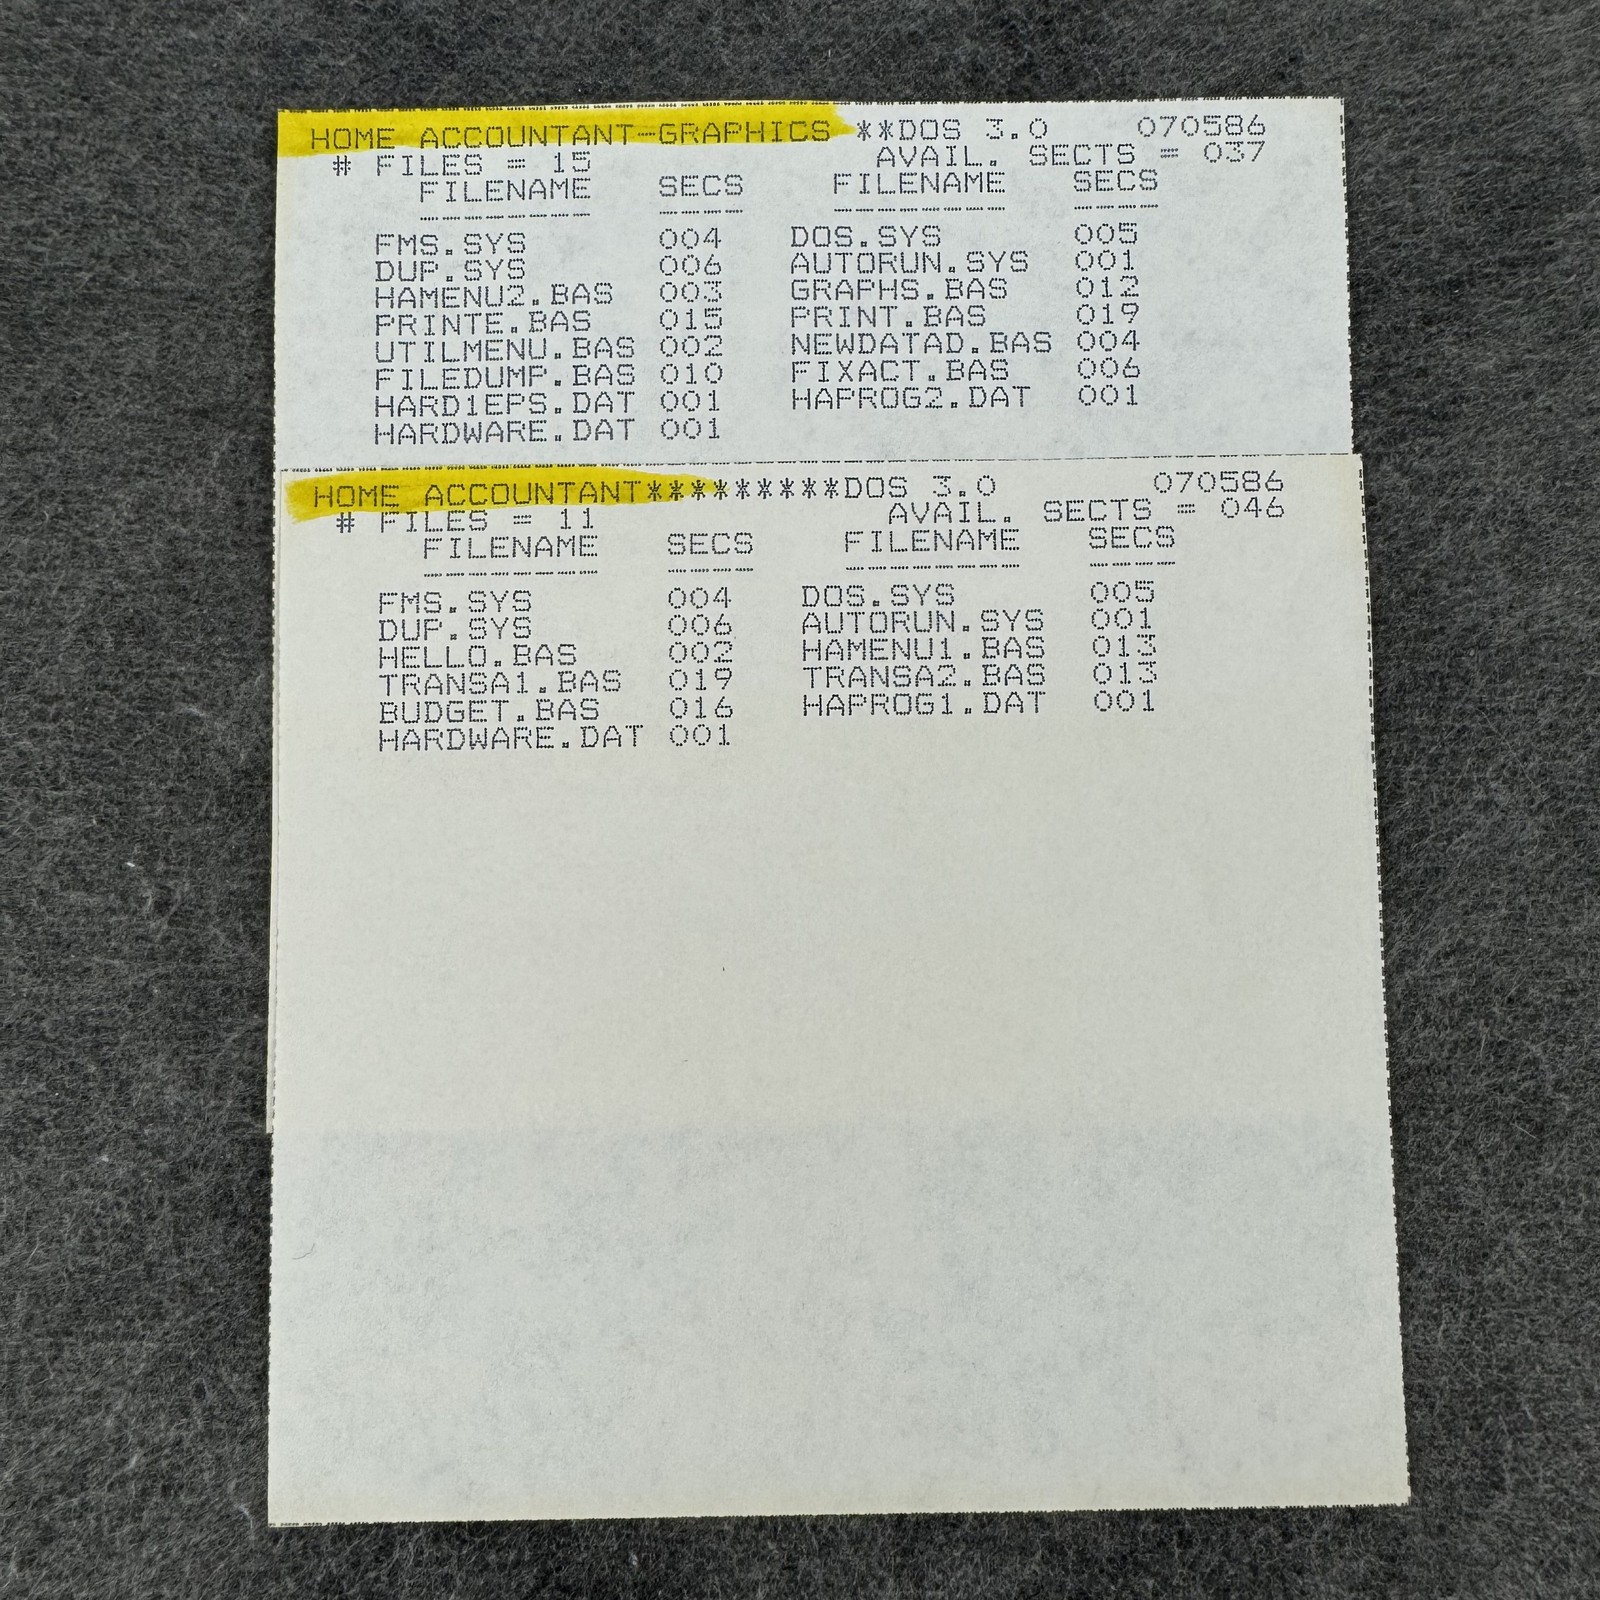 HOME ACCOUNTANT-GRAPHICS **DOS 3.0 070586
# FILES = 15 AVAIL. SECTS = 037
FILENAME SECS FILENAME SECS
-------- ---- -------- ----
FMS.SYS 004 DOS.SYS 005
DUP.SYS 006 AUTORUN.SYS 001
HAMENU2.BAS 003 GRAPHS.BAS 012
PRINTE.BAS 015 PRINT.BAS 019
UTILMENU.BAS 002 NEWDATAD.BAS 004
FILEDUMP.BAS 010 FIXACT.BAS 006
HARD1EPS.DAT 001 HAPROG2.DAT 001
HARDWARE.DAT 001
HOME ACCOUNTANT*********DOS 3.0 070586
# FILES = 11 AVAIL. SECTS = 046
FILENAME SECS FILENAME SECS
-------- ---- -------- ----
FMS.SYS 004 DOS.SYS 005
DUP.SYS 006 AUTORUN.SYS 001
HELLO.BAS 002 HAMENU1.BAS 013
TRANSA1.BAS 019 TRANSA2.BAS 013
BUDGET.BAS 016 HAPROG1.DAT 001
HARDWARE.DAT 001